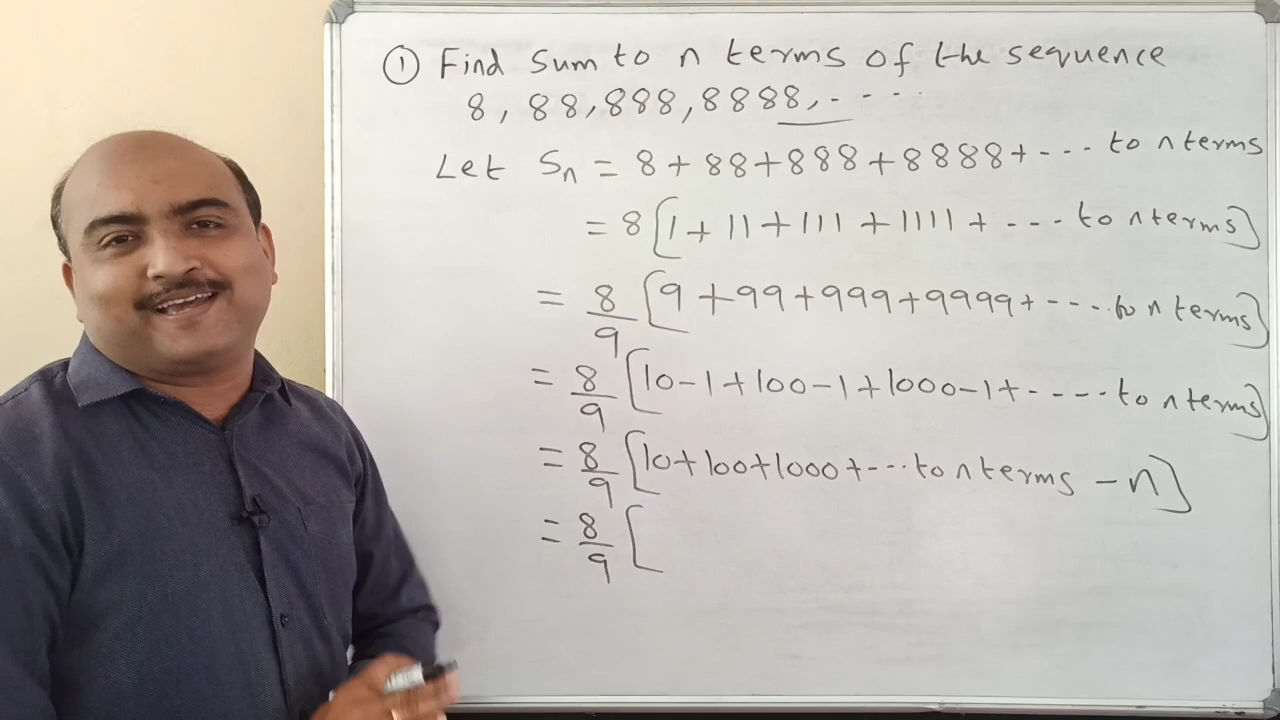 ① Find Sum to n terms of the sequence
8, 88, 888, 8888, - - - -
Let Sn = 8 + 88 + 888 + 8888 + - - - to n terms
= 8 [1 + 11 + 111 + 1111 + - - - - to n terms]
= 8/9 [9 + 99 + 999 + 9999 + - - - - to n terms]
= 8/9 [10 - 1 + 100 - 1 + 1000 - 1 + - - - - - to n terms]
= 8/9 [10 + 100 + 1000 + - - - to n terms - n]
= 8/9 [